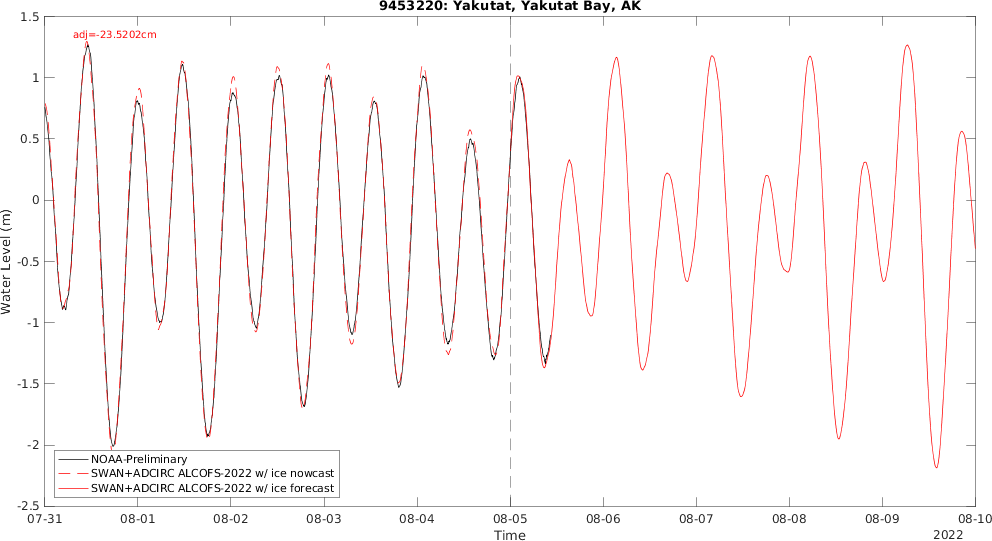 9453220: Yakutat, Yakutat Bay, AK
adj=-23.5202cm
1.5
1
0.5
0
-0.5
-1
-1.5
-2
-2.5
Water Level (m)
NOAA-Preliminary
SWAN+ADCIRC ALCOFS-2022 w/ ice nowcast
SWAN+ADCIRC ALCOFS-2022 w/ ice forecast
07-31 08-01 08-02 08-03 08-04 08-05 08-06 08-07 08-08 08-09 08-10
Time
2022